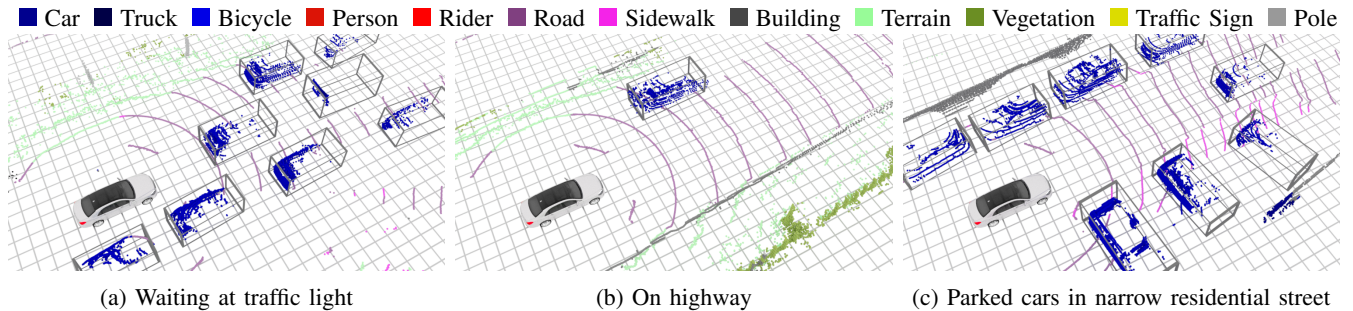 Car Truck Bicycle Person Rider Road Sidewalk Building Terrain Vegetation Traffic Sign Pole
(a) Waiting at traffic light (b) On highway (c) Parked cars in narrow residential street